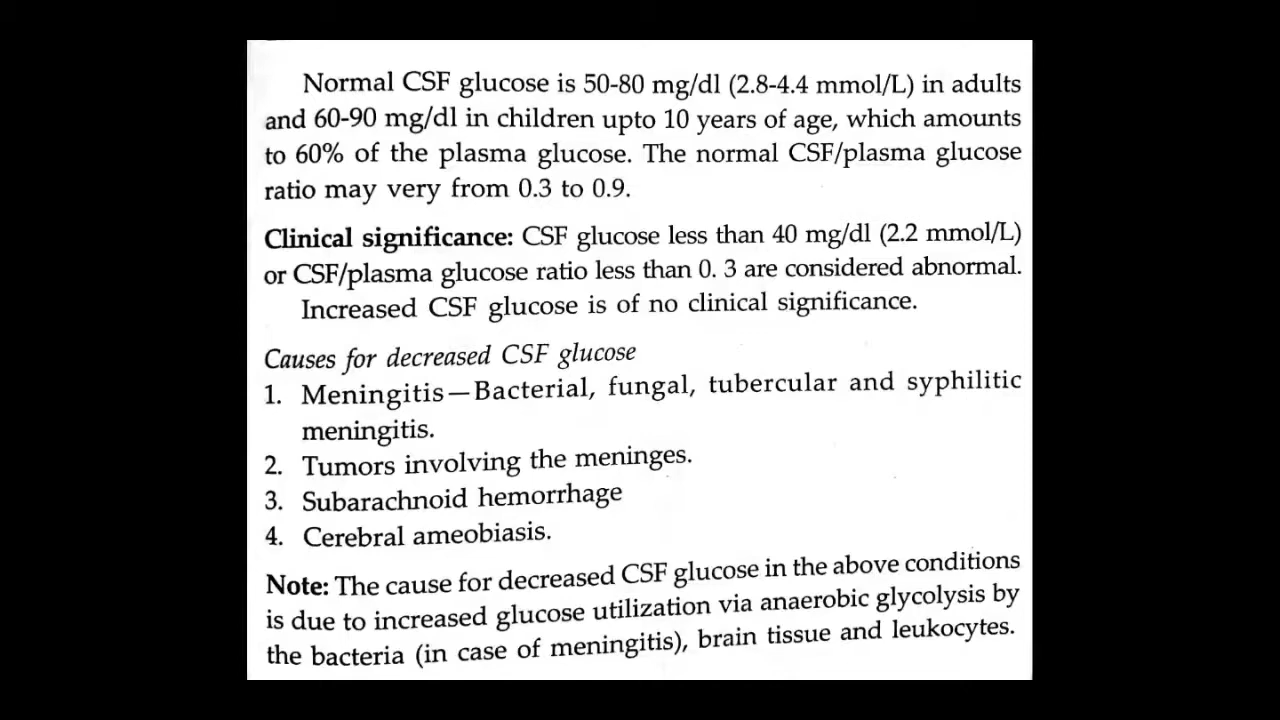 Normal CSF glucose is 50-80 mg/dl (2.8-4.4 mmol/L) in adults
and 60-90 mg/dl in children upto 10 years of age, which amounts
to 60% of the plasma glucose. The normal CSF/plasma glucose
ratio may very from 0.3 to 0.9.
Clinical significance: CSF glucose less than 40 mg/dl (2.2 mmol/L)
or CSF/plasma glucose ratio less than 0. 3 are considered abnormal.
Increased CSF glucose is of no clinical significance.
Causes for decreased CSF glucose
1. Meningitis—Bacterial, fungal, tubercular and syphilitic
meningitis.
2. Tumors involving the meninges.
3. Subarachnoid hemorrhage
4. Cerebral ameobiasis.
Note: The cause for decreased CSF glucose in the above conditions
is due to increased glucose utilization via anaerobic glycolysis by
the bacteria (in case of meningitis), brain tissue and leukocytes.